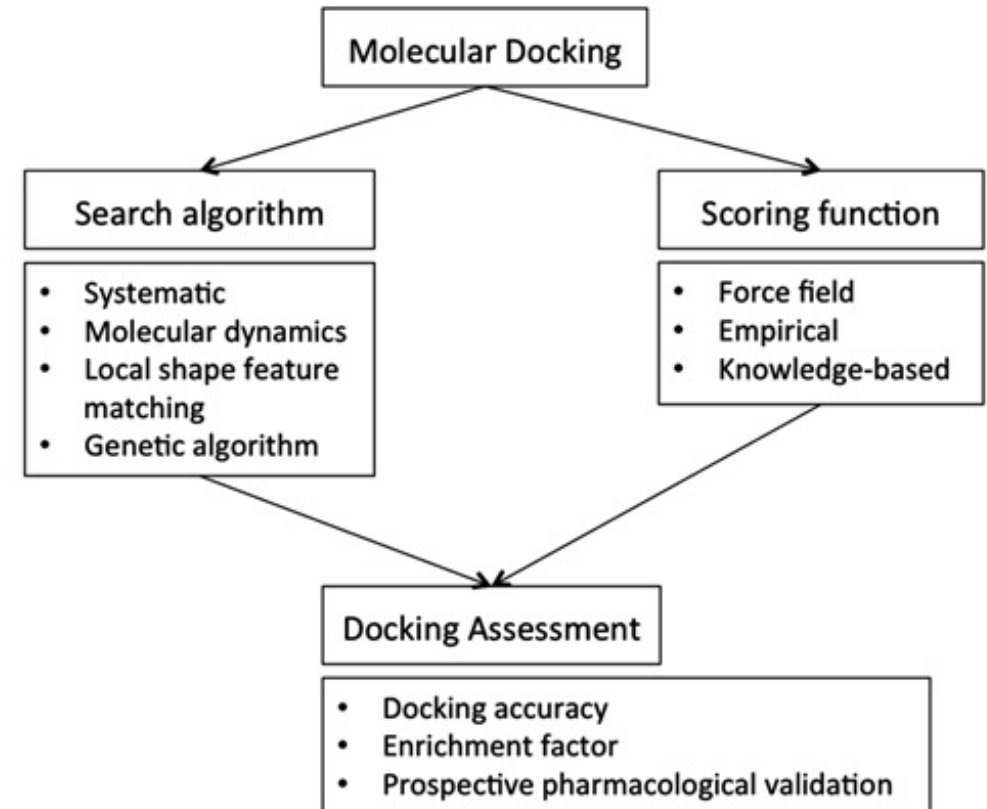 Molecular Docking
Search algorithm
• Systematic
• Molecular dynamics
• Local shape feature
matching
• Genetic algorithm
Scoring function
• Force field
• Empirical
• Knowledge-based
Docking Assessment
• Docking accuracy
• Enrichment factor
• Prospective pharmacological validation